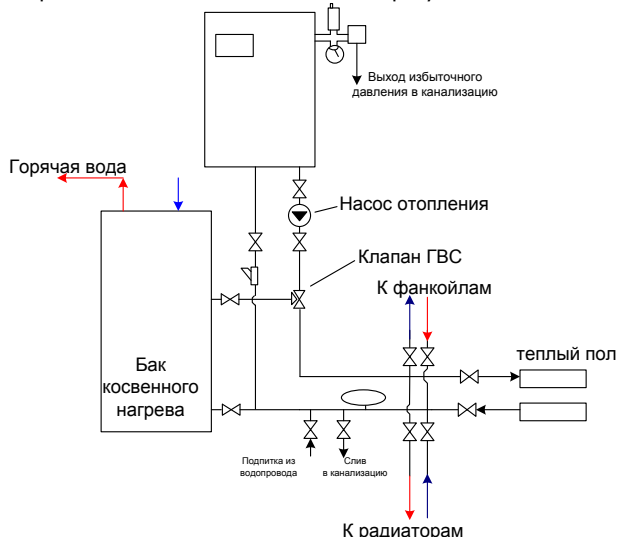 Выход избыточного
давления в канализацию
Горячая вода
Насос отопления
Клапан ГВС
К фанкойлам
теплый пол
Бак
косвенного
нагрева
Подпитка из
водопровода
Слив
в канализацию
К радиаторам